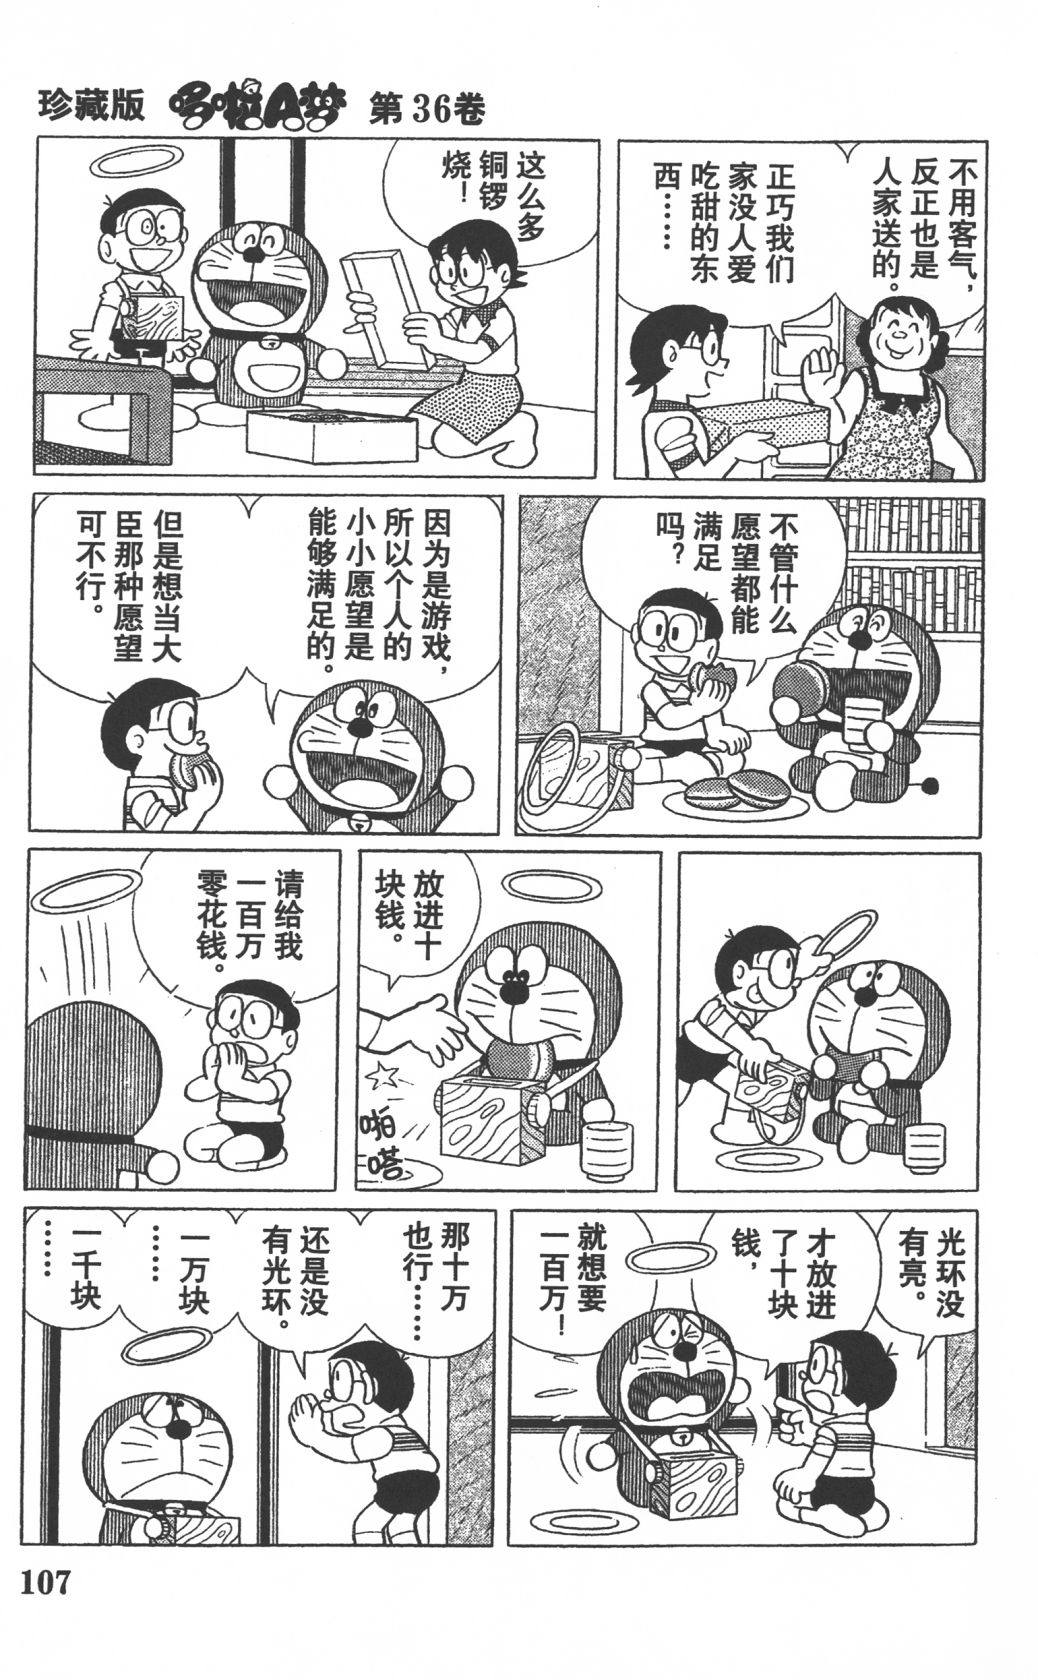 珍藏版 哆啦A梦 第36卷
不用客气，
反正也是
人家送的。
正巧我们
家没人爱
吃甜的东
西……
这么多
铜锣
烧！
不管什么
愿望都能
满足
吗？
因为是游戏，
所以个人的
小小愿望是
能够满足的。
但是想当大
臣那种愿望
可不行。
放进十
块钱。
啪
嗒
请给我
一百万
零花钱。
光环没
有亮。
才放进
了十块
钱，
就想要
一百万！
那十万
也行……
还是没
有光环。
一万块
……
一千块
……
107